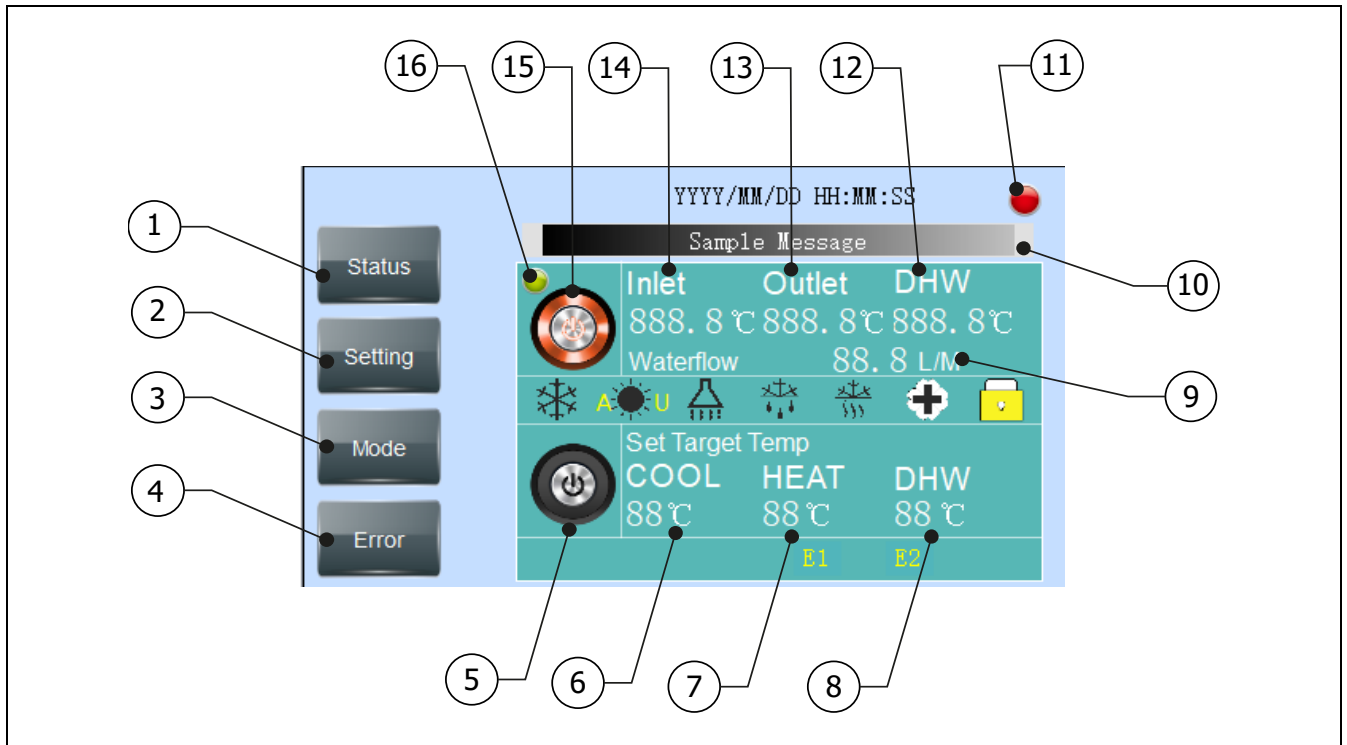 16 15 14 13 12 11
YYYY/MM/DD HH:MM:SS
1
Status
Sample Message
10
2
Setting
Inlet Outlet DHW
888.8℃ 888.8℃ 888.8℃
Waterflow 88.8 L/M
9
3
Mode
A U
Set Target Temp
COOL HEAT DHW
88℃ 88℃ 88℃
4
Error
E1 E2
5 6 7 8